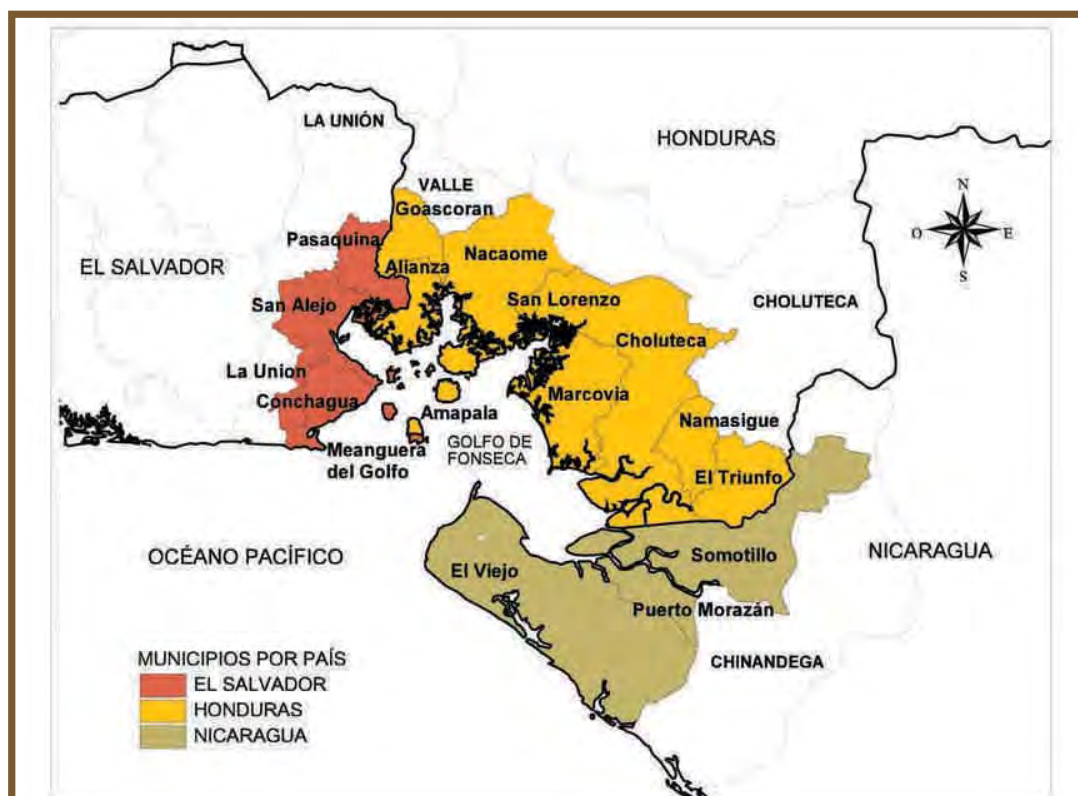 LA UNIÓN
HONDURAS
VALLE
Goascoran
N
Pasaquina
Nacaome
O
E
Alianza
EL SALVADOR
S
San Alejo
San Lorenzo
CHOLUTECA
Choluteca
La Union
Marcovia
Conchagua
Amapala
Namasigue
Meanguera
del Golfo
GOLFO DE
FONSECA
El Triunfo
OCÉANO PACÍFICO
Somotillo
NICARAGUA
El Viejo
Puerto Morazán
CHINANDEGA
MUNICIPIOS POR PAÍS
EL SALVADOR
HONDURAS
NICARAGUA